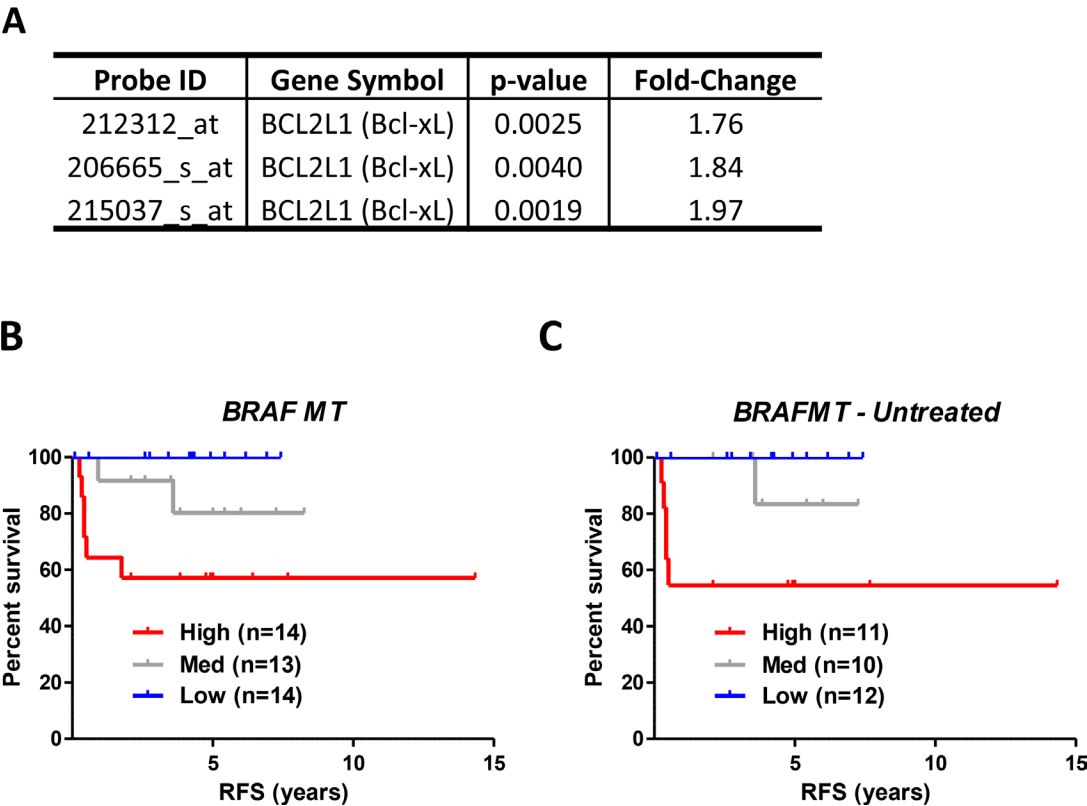 A
Probe ID Gene Symbol p-value Fold-Change
212312_at BCL2L1 (Bcl-xL) 0.0025 1.76
206665_s_at BCL2L1 (Bcl-xL) 0.0040 1.84
215037_s_at BCL2L1 (Bcl-xL) 0.0019 1.97
B
BRAF MT
Percent survival
100
80
60
40
20
0
High (n=14)
Med (n=13)
Low (n=14)
5 10 15
RFS (years)
C
BRAFMT - Untreated
Percent survival
100
80
60
40
20
0
High (n=11)
Med (n=10)
Low (n=12)
5 10 15
RFS (years)